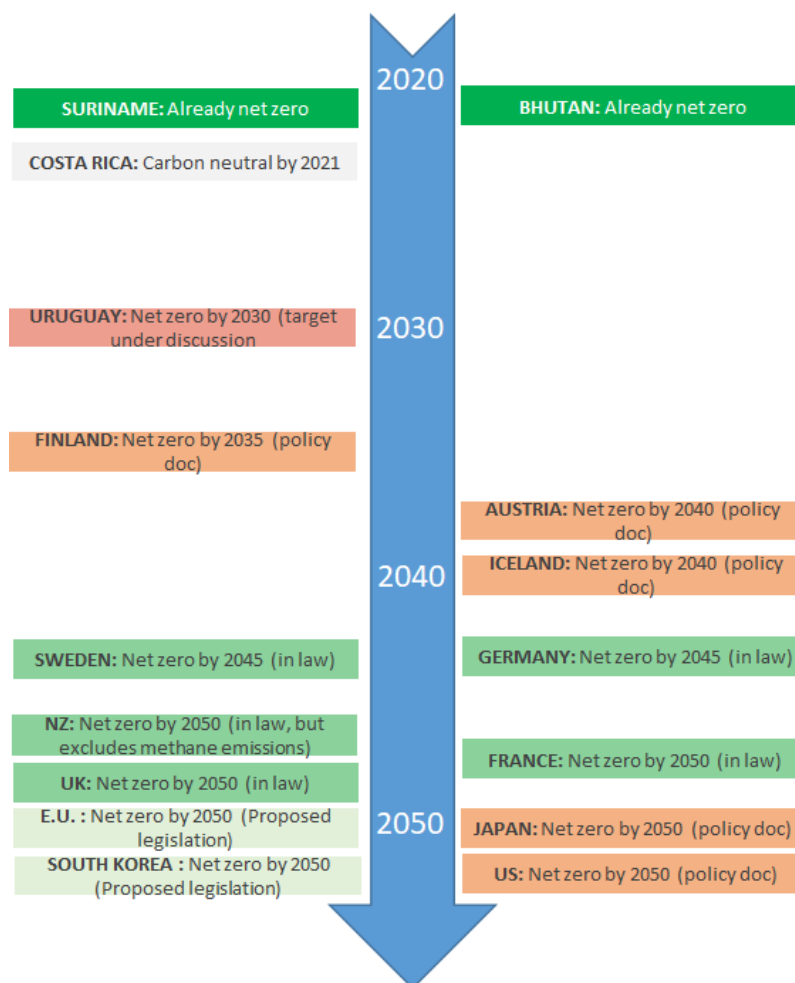 2020
SURINAME: Already net zero
BHUTAN: Already net zero
COSTA RICA: Carbon neutral by 2021
URUGUAY: Net zero by 2030 (target
under discussion
2030
FINLAND: Net zero by 2035 (policy
doc)
AUSTRIA: Net zero by 2040 (policy
doc)
ICELAND: Net zero by 2040 (policy
doc)
2040
SWEDEN: Net zero by 2045 (in law)
GERMANY: Net zero by 2045 (in law)
NZ: Net zero by 2050 (in law, but
excludes methane emissions)
FRANCE: Net zero by 2050 (in law)
UK: Net zero by 2050 (in law)
E.U. : Net zero by 2050 (Proposed
legislation)
2050
JAPAN: Net zero by 2050 (policy doc)
SOUTH KOREA : Net zero by 2050
(Proposed legislation)
US: Net zero by 2050 (policy doc)